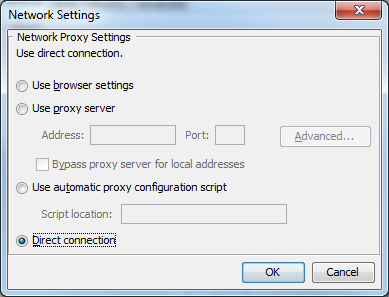 Network Settings
Network Proxy Settings
Use direct connection.
Use browser settings
Use proxy server
Address:
Port:
Advanced...
Bypass proxy server for local addresses
Use automatic proxy configuration script
Script location:
Direct connection
OK
Cancel